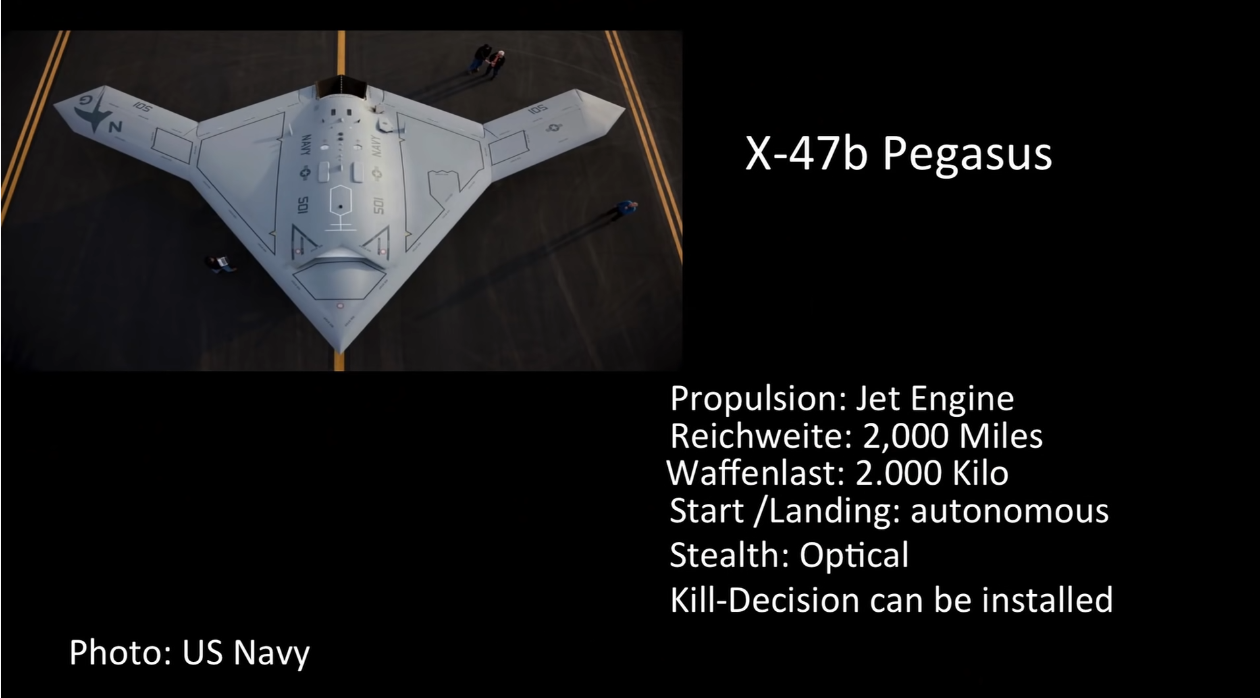 X-47b Pegasus
NAVY
NAVY
501
501
501
501
NG
Propulsion: Jet Engine
Reichweite: 2,000 Miles
Waffenlast: 2.000 Kilo
Start /Landing: autonomous
Stealth: Optical
Kill-Decision can be installed
Photo: US Navy